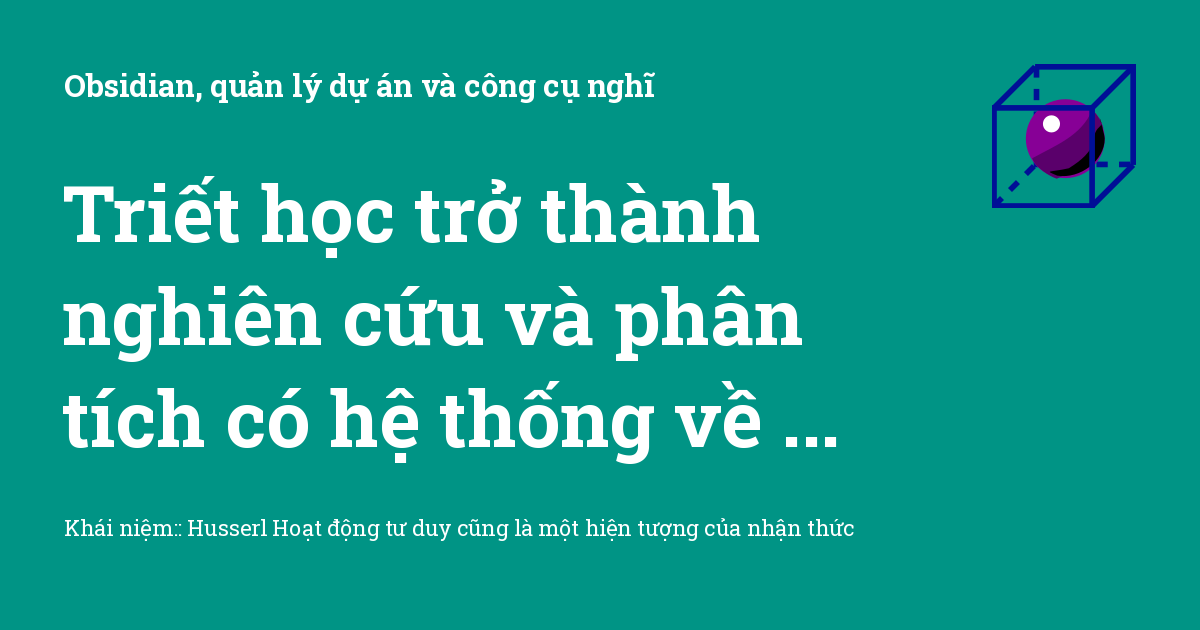 Obsidian, quản lý dự án và công cụ nghĩ
Triết học trở thành
nghiên cứu và phân
tích có hệ thống về ...
Khái niệm:: Husserl Hoạt động tư duy cũng là một hiện tượng của nhận thức